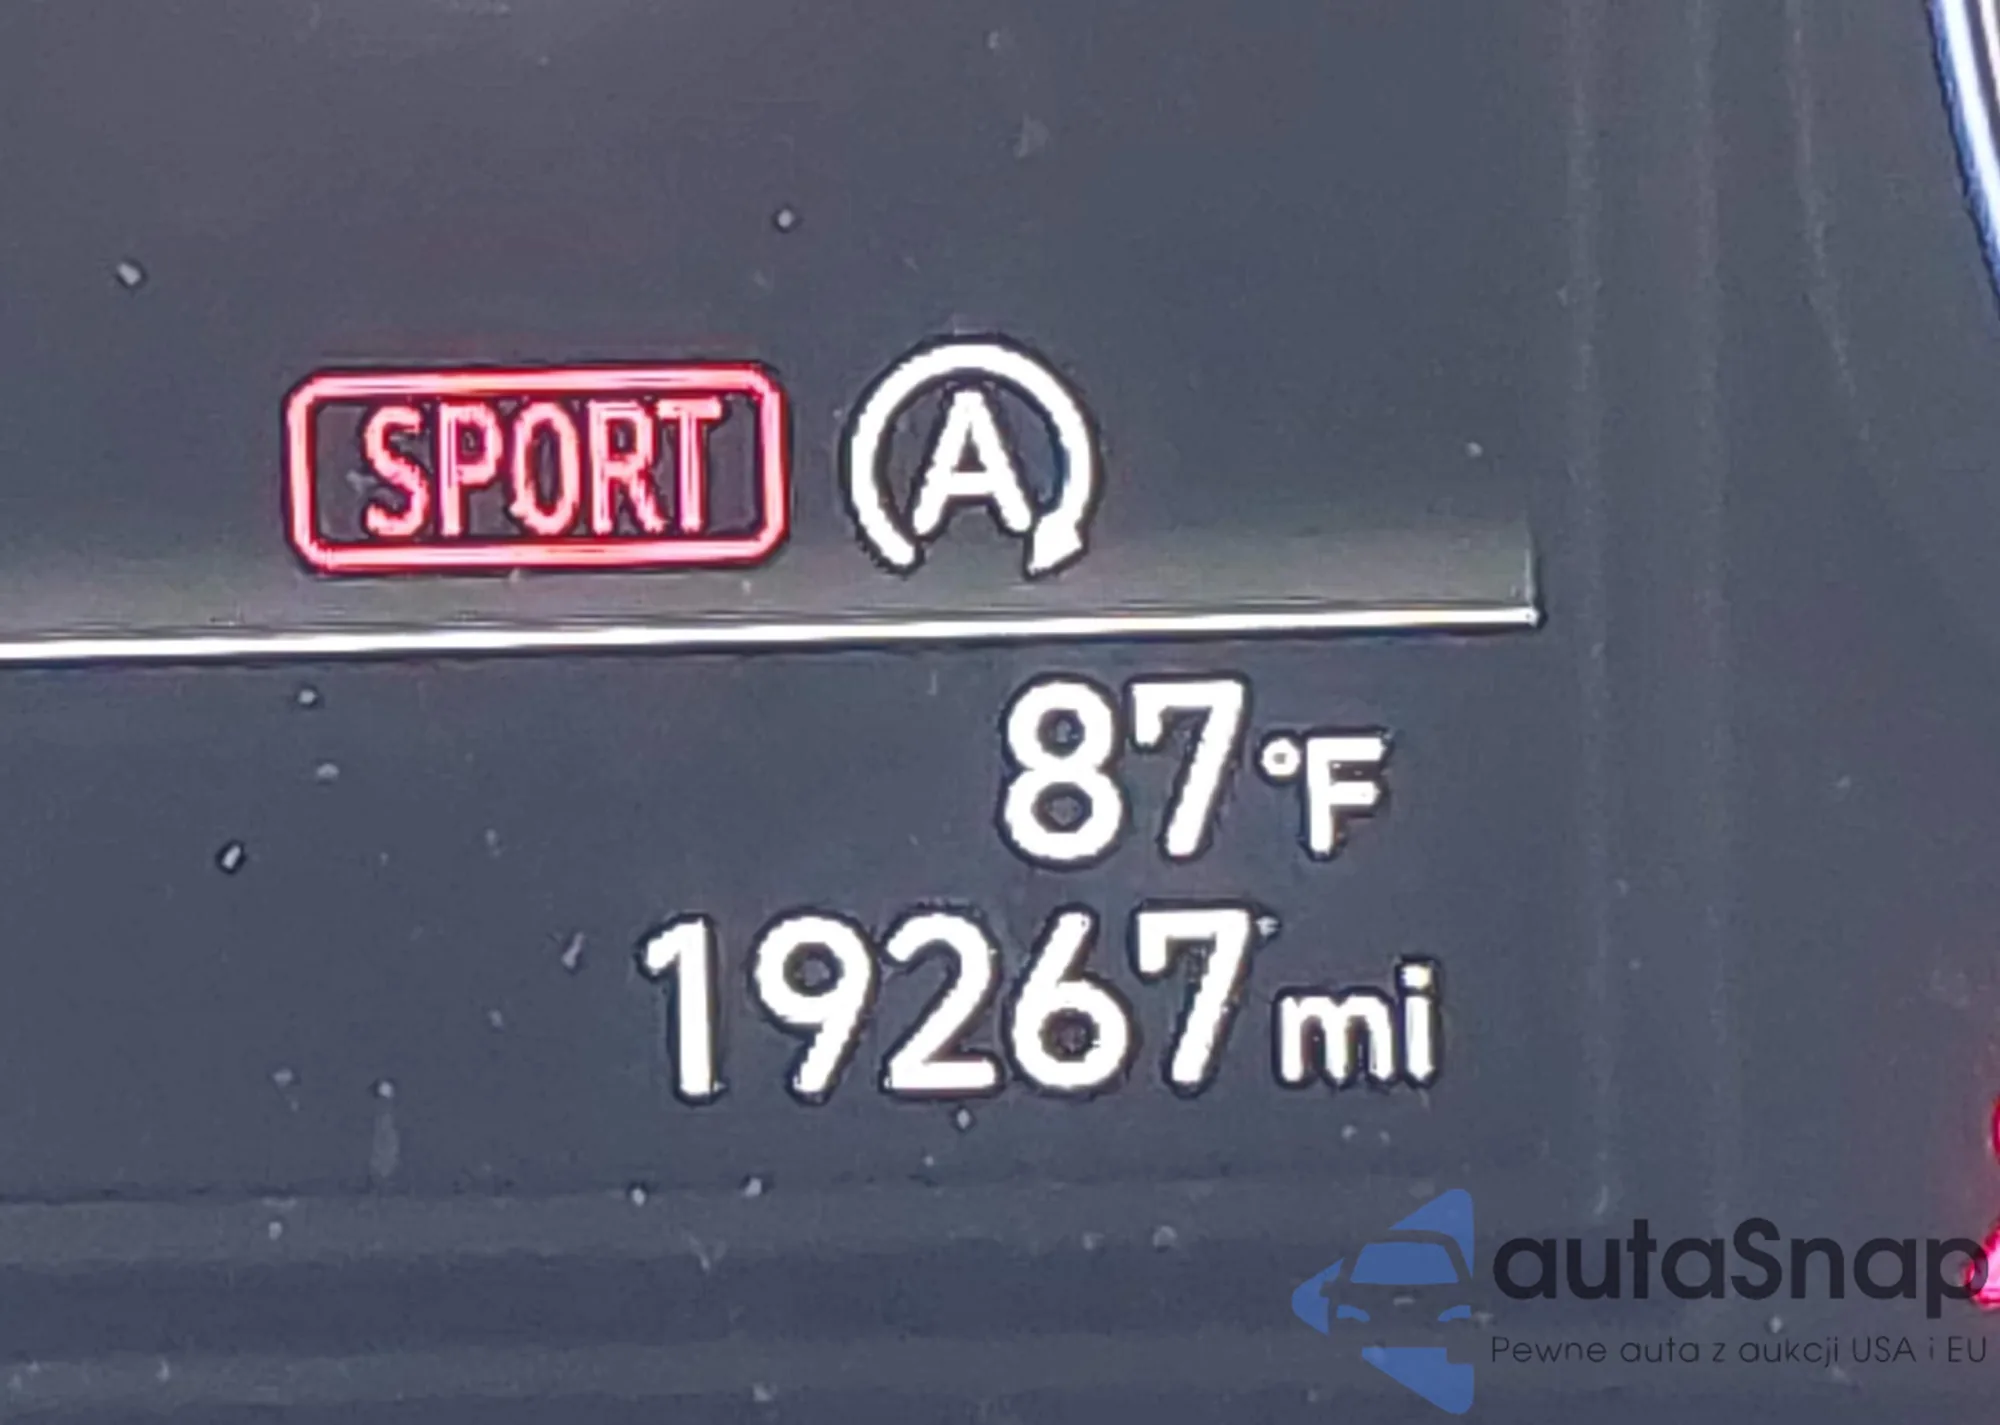 SPORT A
87°F
19267mi
autaSnap
Pewne auta z aukcji USA i EU